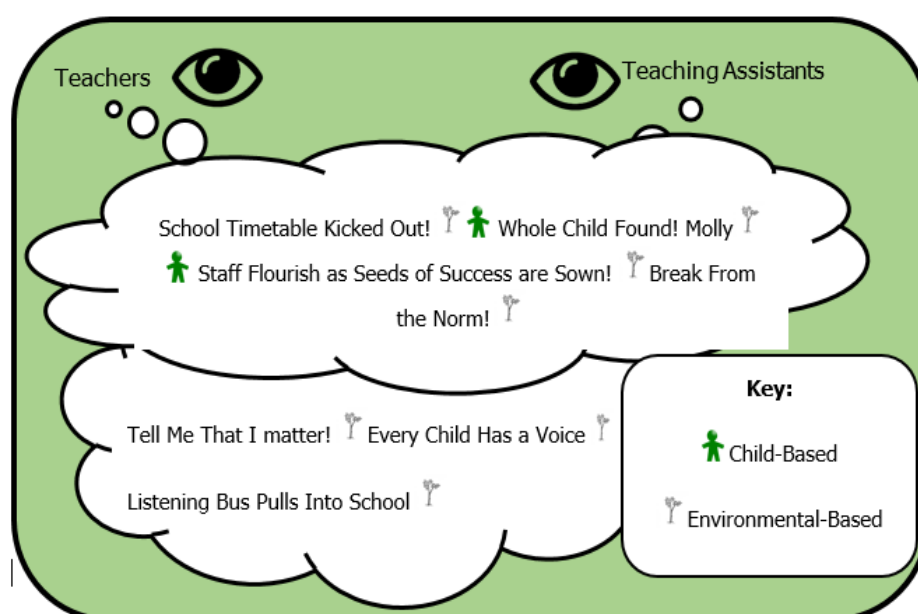 Teachers
Teaching Assistants
School Timetable Kicked Out! Whole Child Found! Molly
Staff Flourish as Seeds of Success are Sown! Break From
the Norm!
Tell Me That I matter! Every Child Has a Voice
Listening Bus Pulls Into School
Key:
Child-Based
Environmental-Based